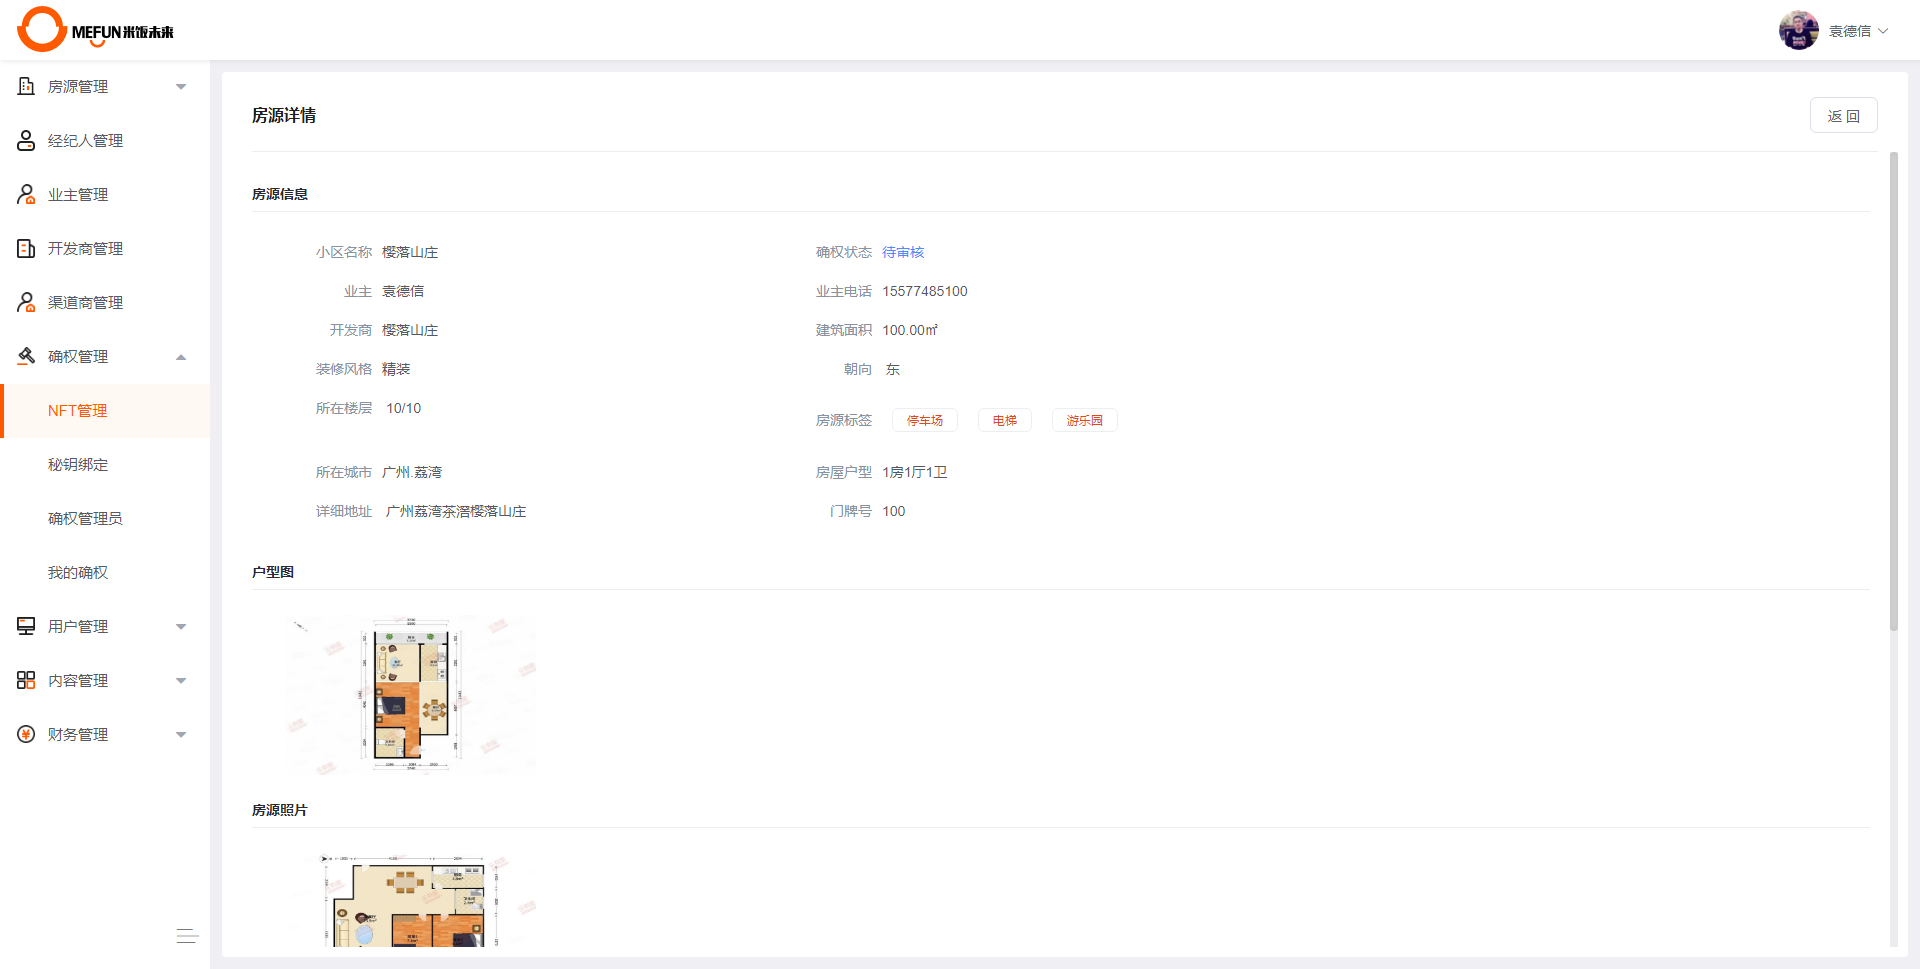 MEFUN米饭未来
袁德信
房源管理
经纪人管理
业主管理
开发商管理
渠道商管理
确权管理
NFT管理
秘钥绑定
确权管理员
我的确权
用户管理
内容管理
财务管理
房源详情
返 回
房源信息
小区名称 樱落山庄
确权状态 待审核
业主 袁德信
业主电话 15577485100
开发商 樱落山庄
建筑面积 100.00㎡
装修风格 精装
朝向 东
所在楼层 10/10
房源标签 停车场 电梯 游乐园
所在城市 广州.荔湾
房屋户型 1房1厅1卫
详细地址 广州荔湾茶滘樱落山庄
门牌号 100
户型图
房源照片